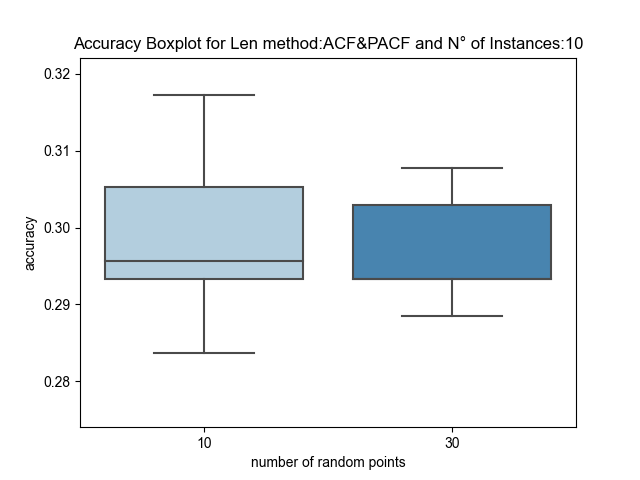 Accuracy Boxplot for Len method:ACF&PACF and N° of Instances:10
0.32
0.31
0.30
0.29
0.28
accuracy
10
30
number of random points